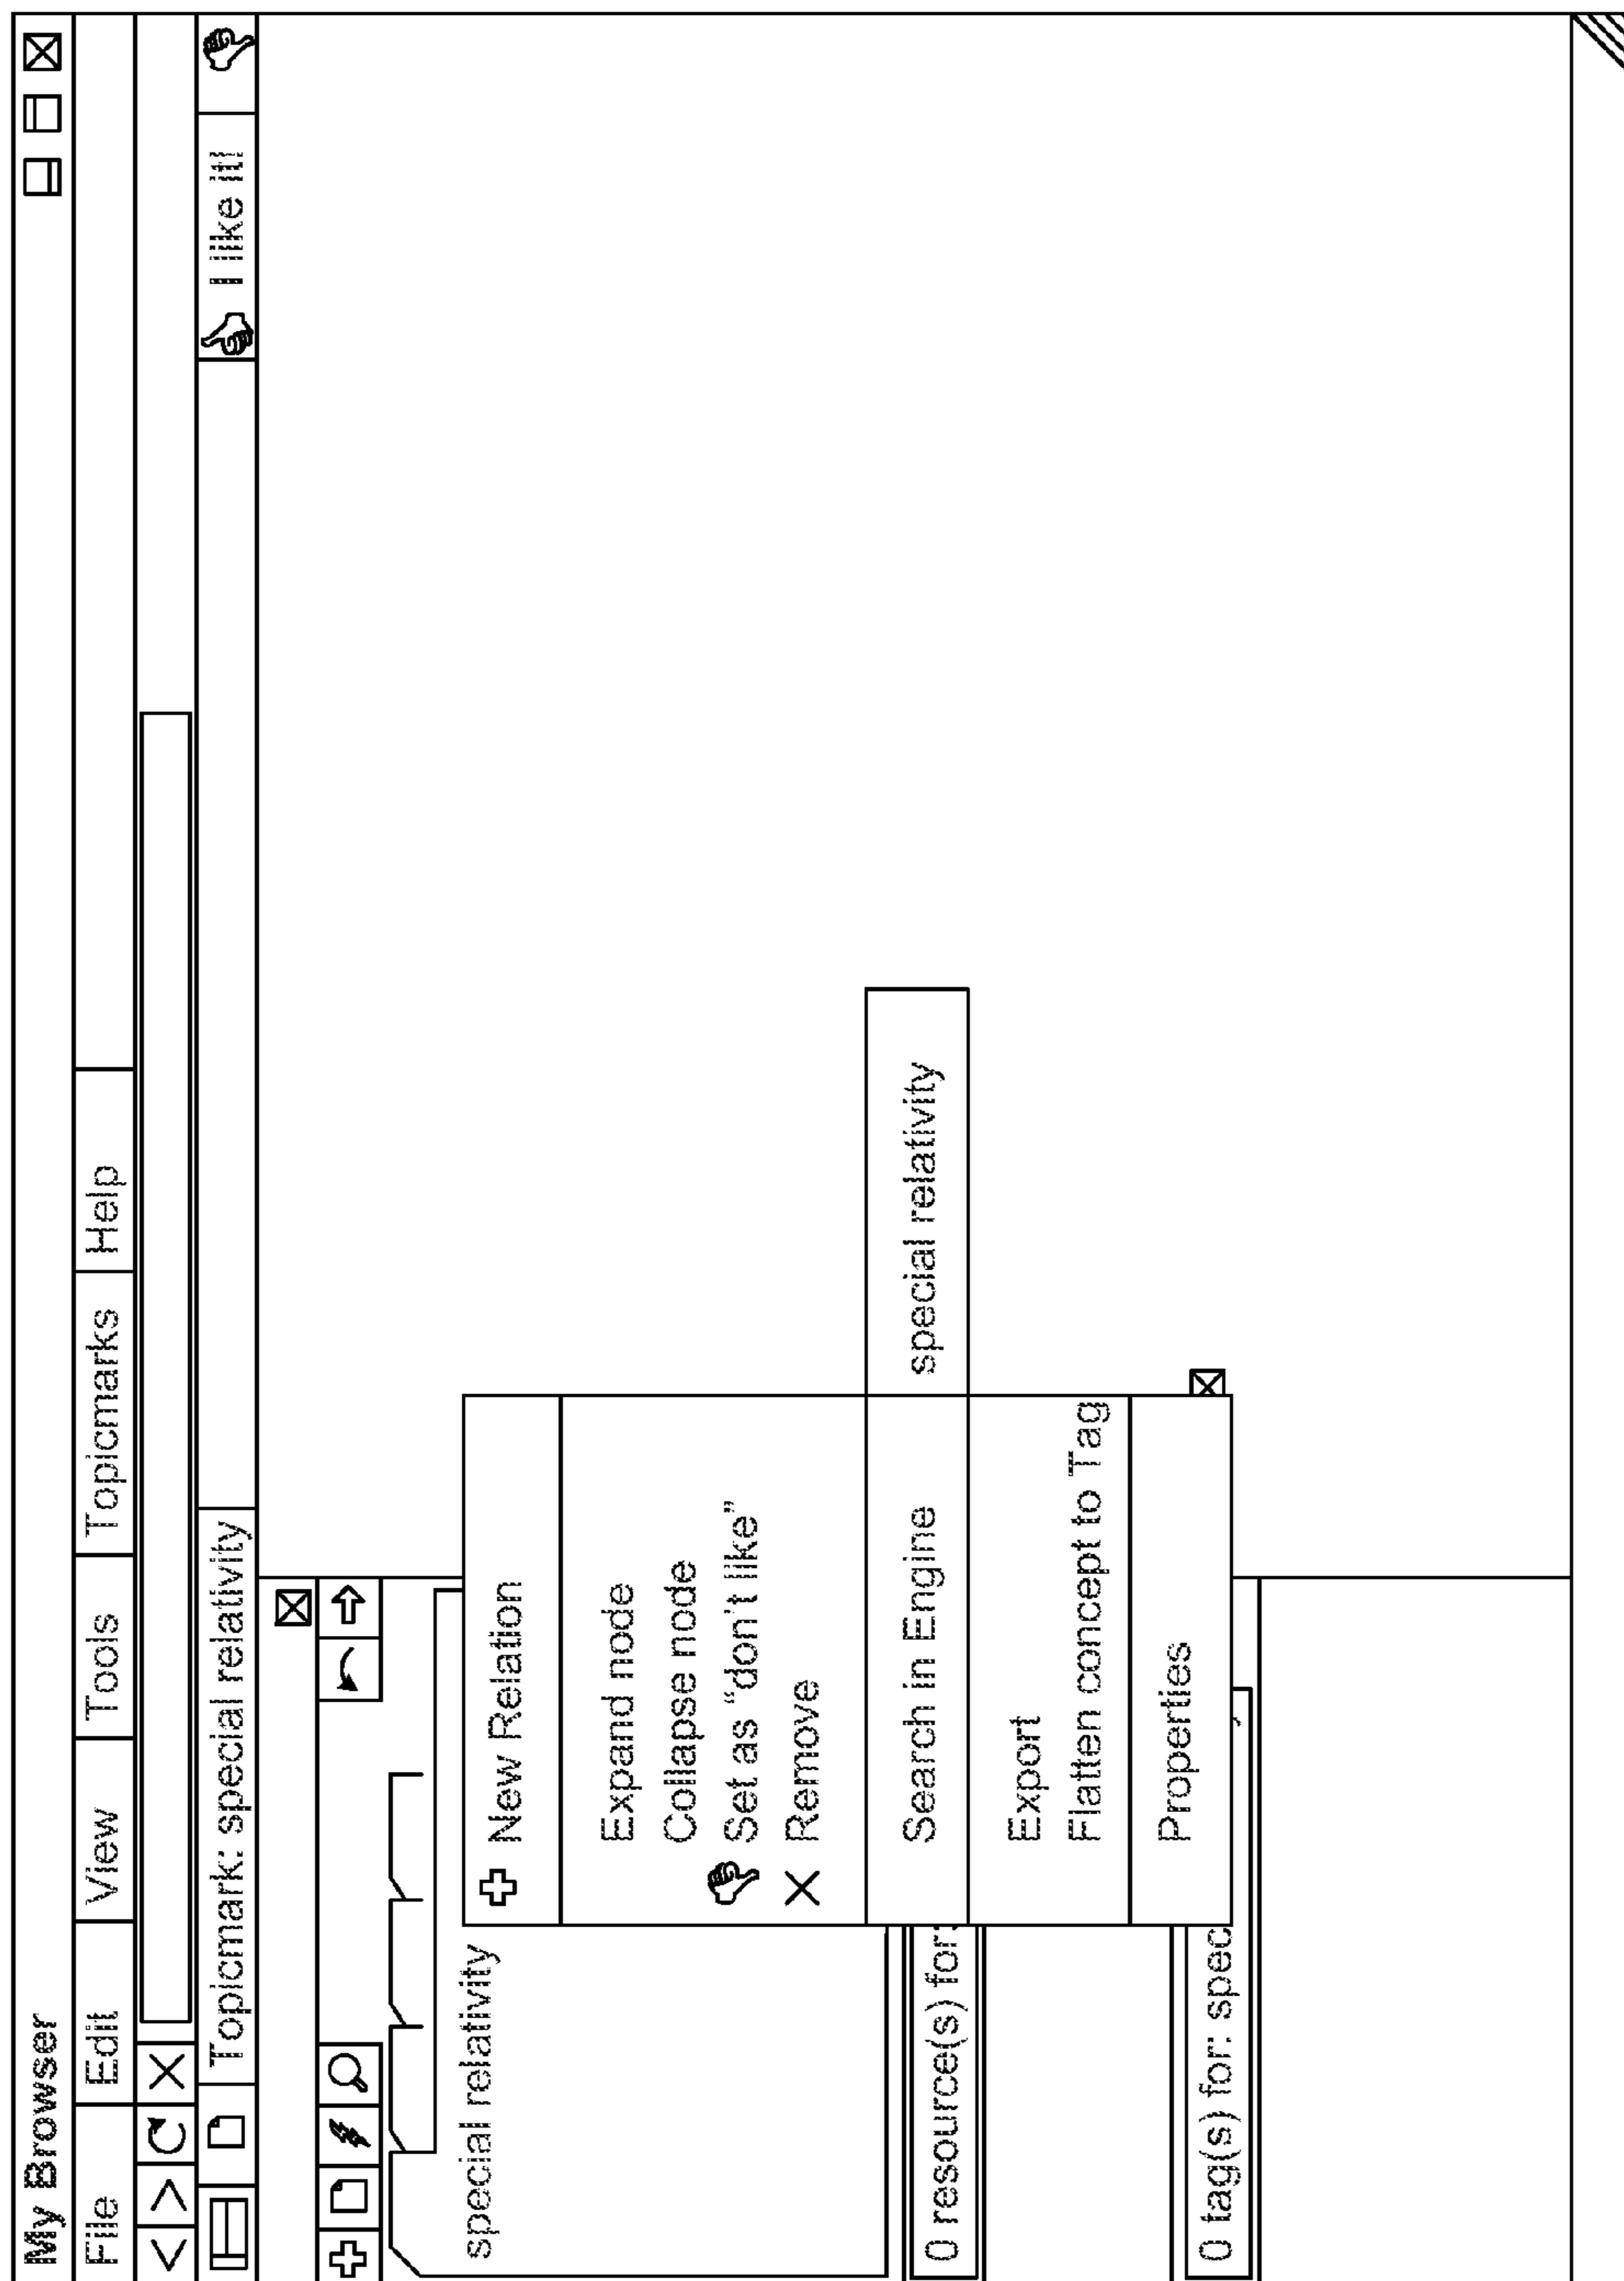 My Browser
File Edit View Tools Topicmarks Help
Topicmark: special relativity I like it!
special relativity
New Relation
Expand node
Collapse node
Set as “don't like”
Remove
Search in Engine special relativity
0 resource(s) for:
Export
Flatten concept to Tag
Properties
0 tag(s) for: spec